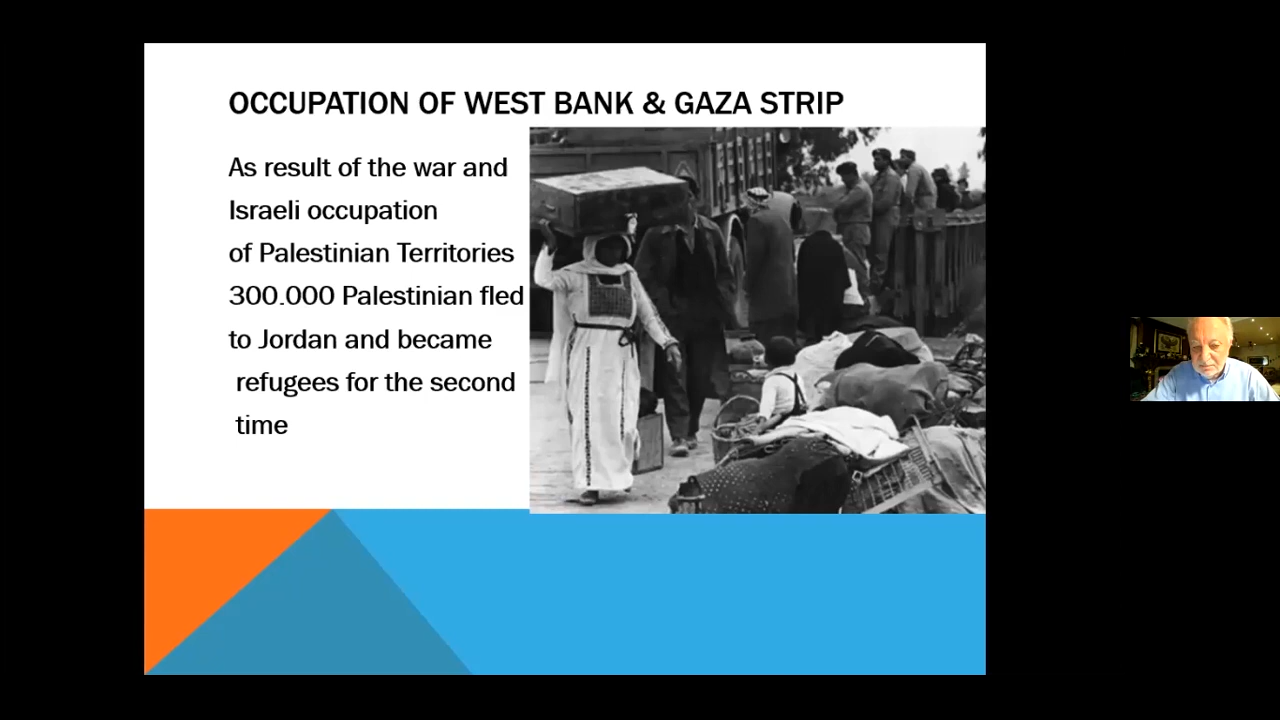 OCCUPATION OF WEST BANK & GAZA STRIP
As result of the war and
Israeli occupation
of Palestinian Territories
300.000 Palestinian fled
to Jordan and became
refugees for the second
time